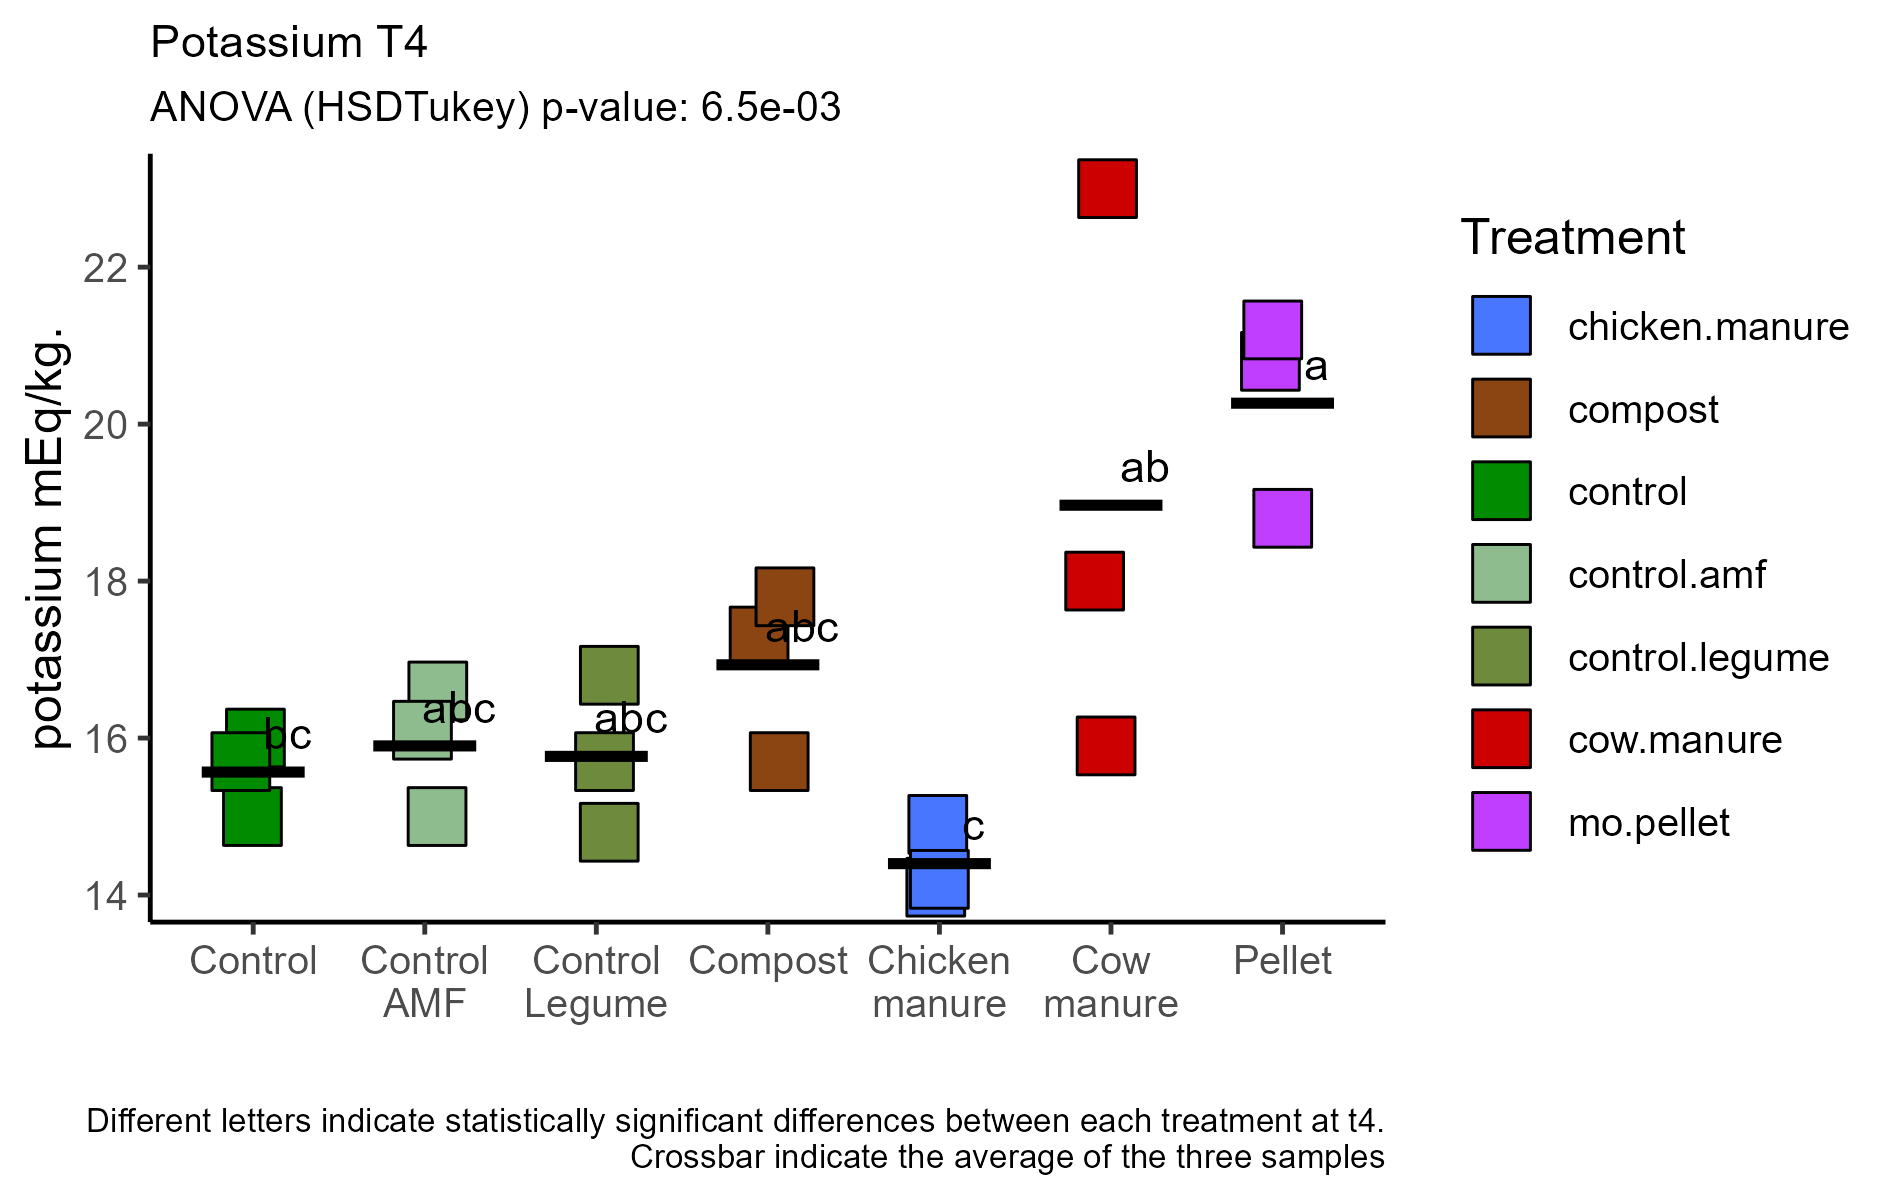 Potassium T4
ANOVA (HSDTukey) p-value: 6.5e-03
potassium mEq/kg.
22
20
18
16
14
bc
abc
abc
abc
c
ab
a
Control
Control
AMF
Control
Legume
Compost
Chicken
manure
Cow
manure
Pellet
Treatment
chicken.manure
compost
control
control.amf
control.legume
cow.manure
mo.pellet
Different letters indicate statistically significant differences between each treatment at t4.
Crossbar indicate the average of the three samples